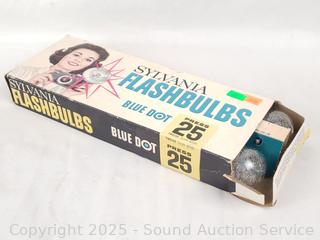 SYLVANIA
FLASHBULBS
BLUE DOT
PRESS
25
SYLVANIA
FLASHBULBS
BLUE DOT
PRESS
25
Copyright 2025 - Sound Auction Service